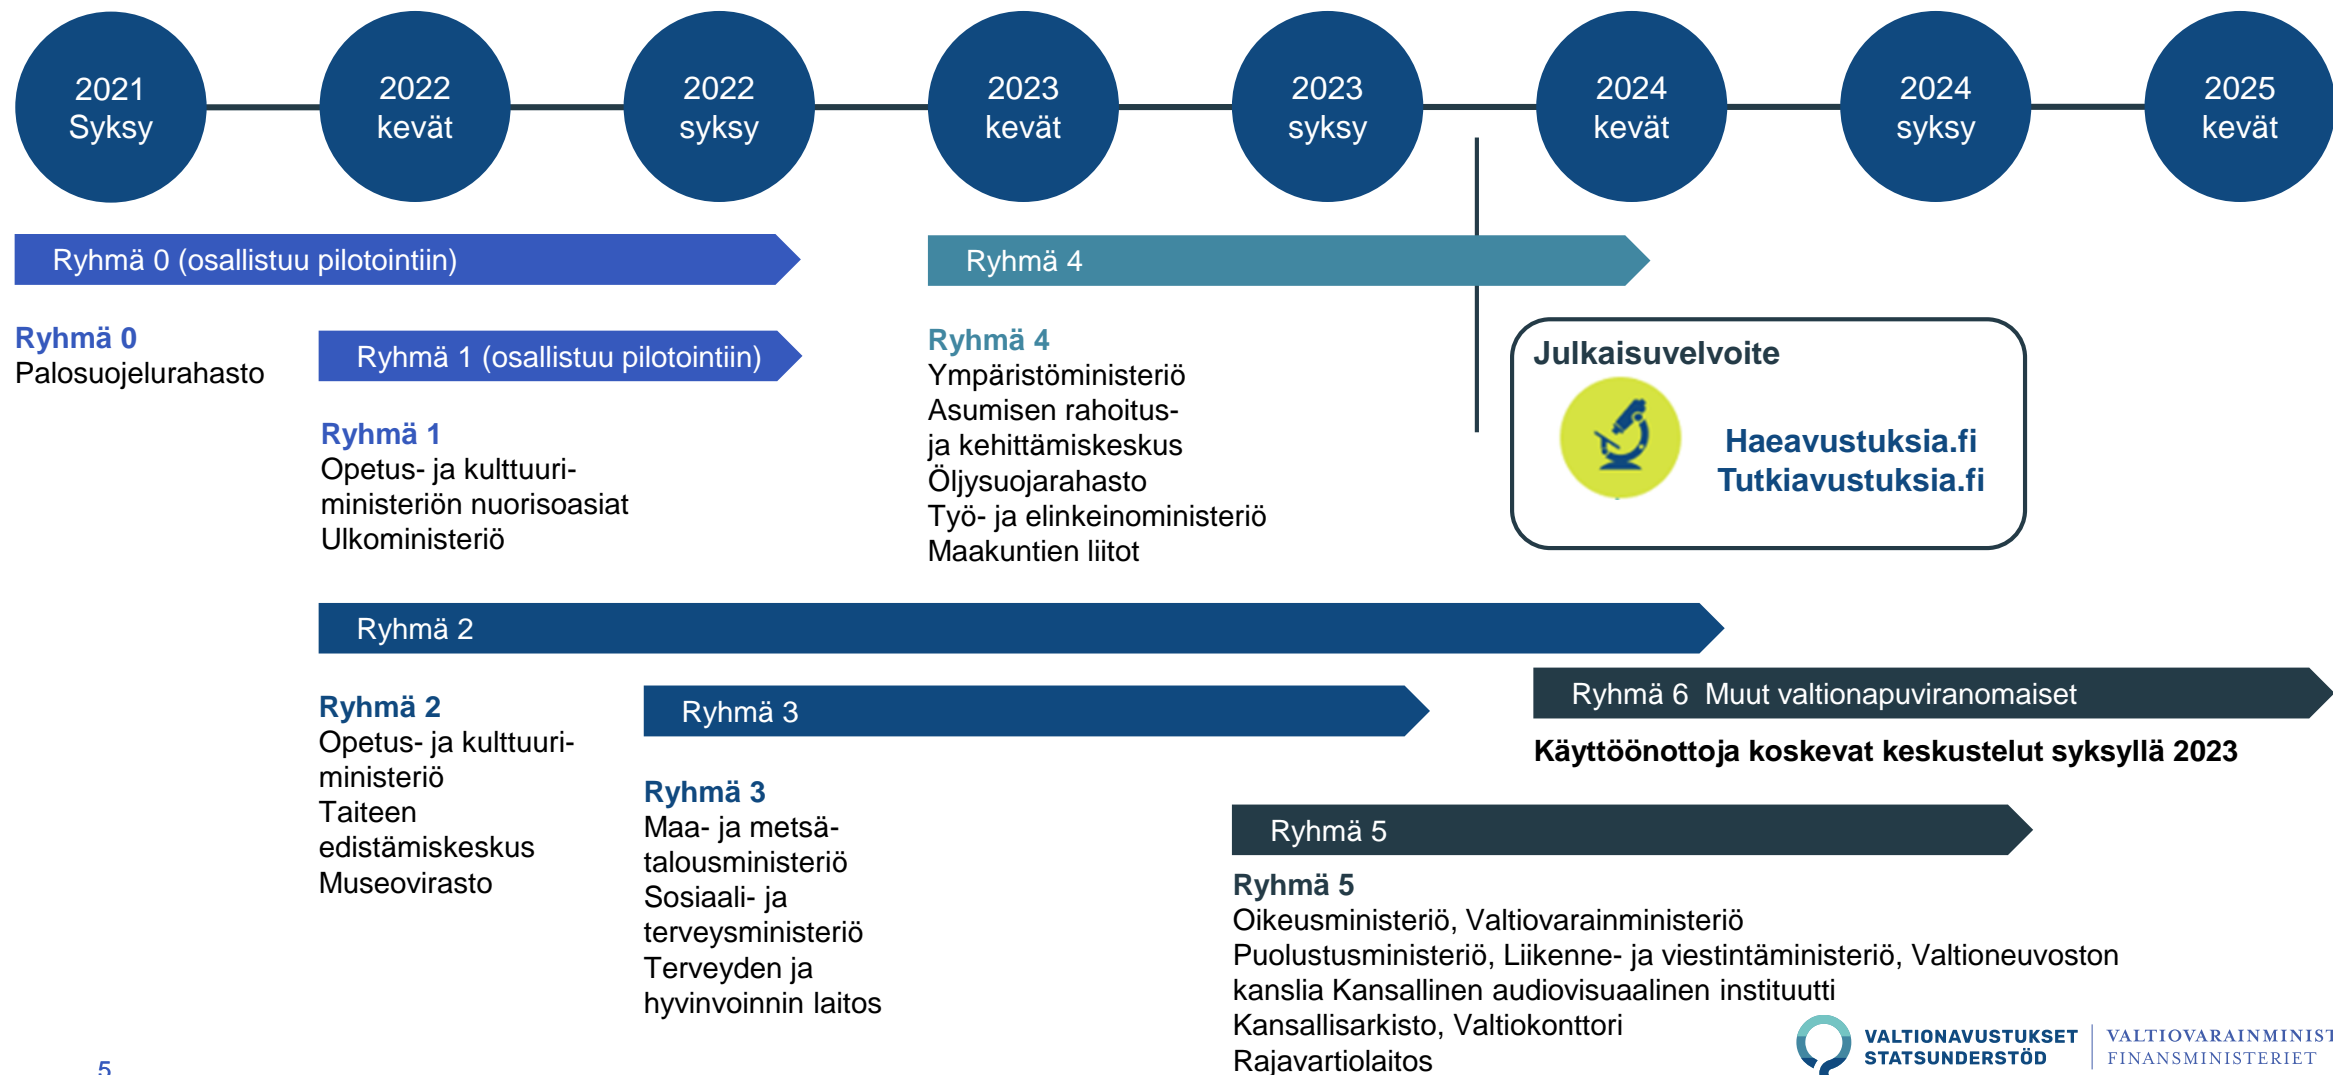 2021
Syksy
2022
kevät
2022
syksy
2023
kevät
2023
syksy
2024
kevät
2024
syksy
2025
kevät
Ryhmä 0 (osallistuu pilotointiin)
Ryhmä 4
Ryhmä 0
Palosuojelurahasto
Ryhmä 1 (osallistuu pilotointiin)
Ryhmä 1
Opetus- ja kulttuuri-
ministeriön nuorisoasiat
Ulkoministeriö
Ryhmä 4
Ympäristöministeriö
Asumisen rahoitus-
ja kehittämiskeskus
Öljysuojarahasto
Työ- ja elinkeinoministeriö
Maakuntien liitot
Julkaisuvelvoite
Haeavustuksia.fi
Tutkiavustuksia.fi
Ryhmä 2
Ryhmä 2
Opetus- ja kulttuuri-
ministeriö
Taiteen
edistämiskeskus
Museovirasto
Ryhmä 3
Ryhmä 3
Maa- ja metsä-
talousministeriö
Sosiaali- ja
terveysministeriö
Terveyden ja
hyvinvoinnin laitos
Ryhmä 6 Muut valtionapuviranomaiset
Käyttöönottoja koskevat keskustelut syksyllä 2023
Ryhmä 5
Ryhmä 5
Oikeusministeriö, Valtiovarainministeriö
Puolustusministeriö, Liikenne- ja viestintäministeriö, Valtioneuvoston
kanslia Kansallinen audiovisuaalinen instituutti
Kansallisarkisto, Valtiokonttori
Rajavartiolaitos
5
VALTIONAVUSTUKSET
STATSUNDERSTÖD
VALTIOVARAINMINIST
FINANSMINISTERIET